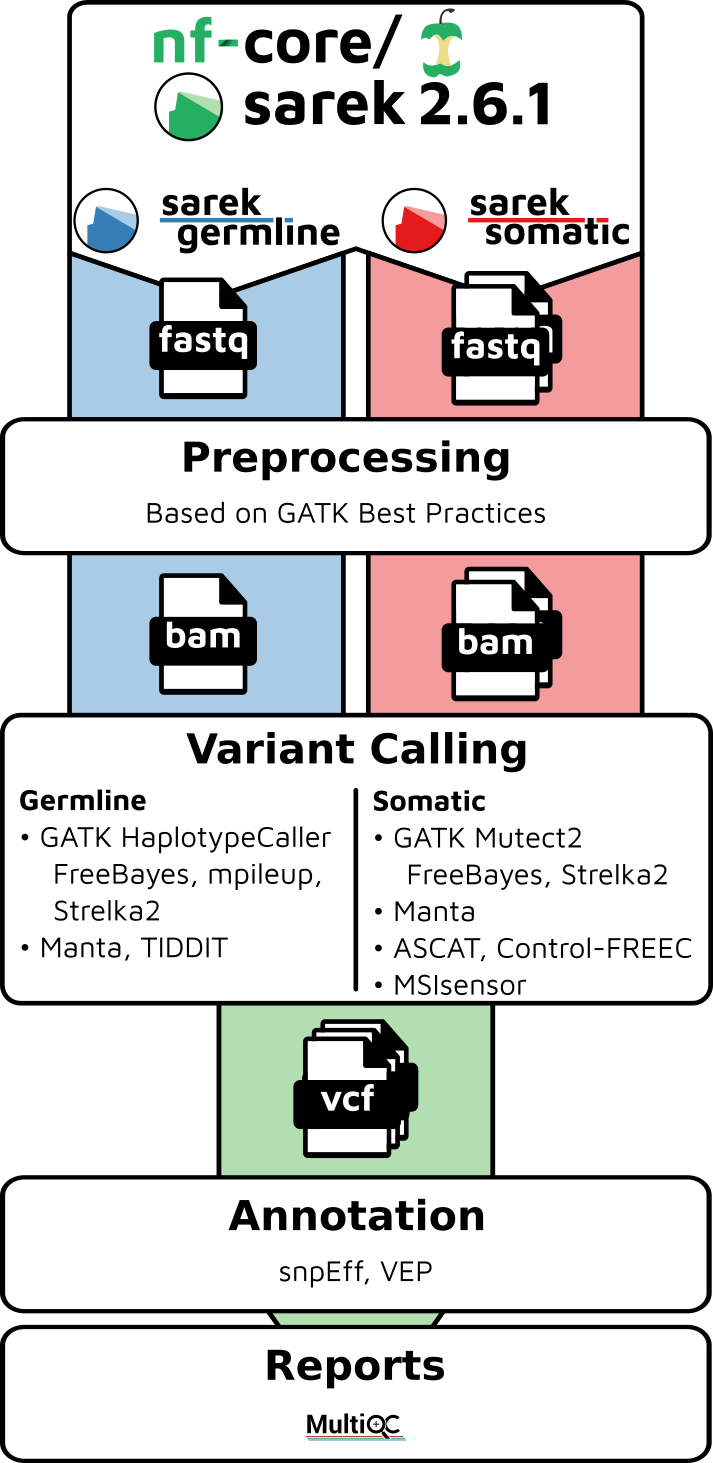 nf-core/
sarek 2.6.1
sarek
germline
sarek
somatic
fastq
fastq
Preprocessing
Based on GATK Best Practices
bam
bam
Variant Calling
Germline
• GATK HaplotypeCaller
FreeBayes, mpileup,
Strelka2
• Manta, TIDDIT
Somatic
• GATK Mutect2
FreeBayes, Strelka2
• Manta
• ASCAT, Control-FREEC
• MSIsensor
vcf
Annotation
snpEff, VEP
Reports
MultiQC